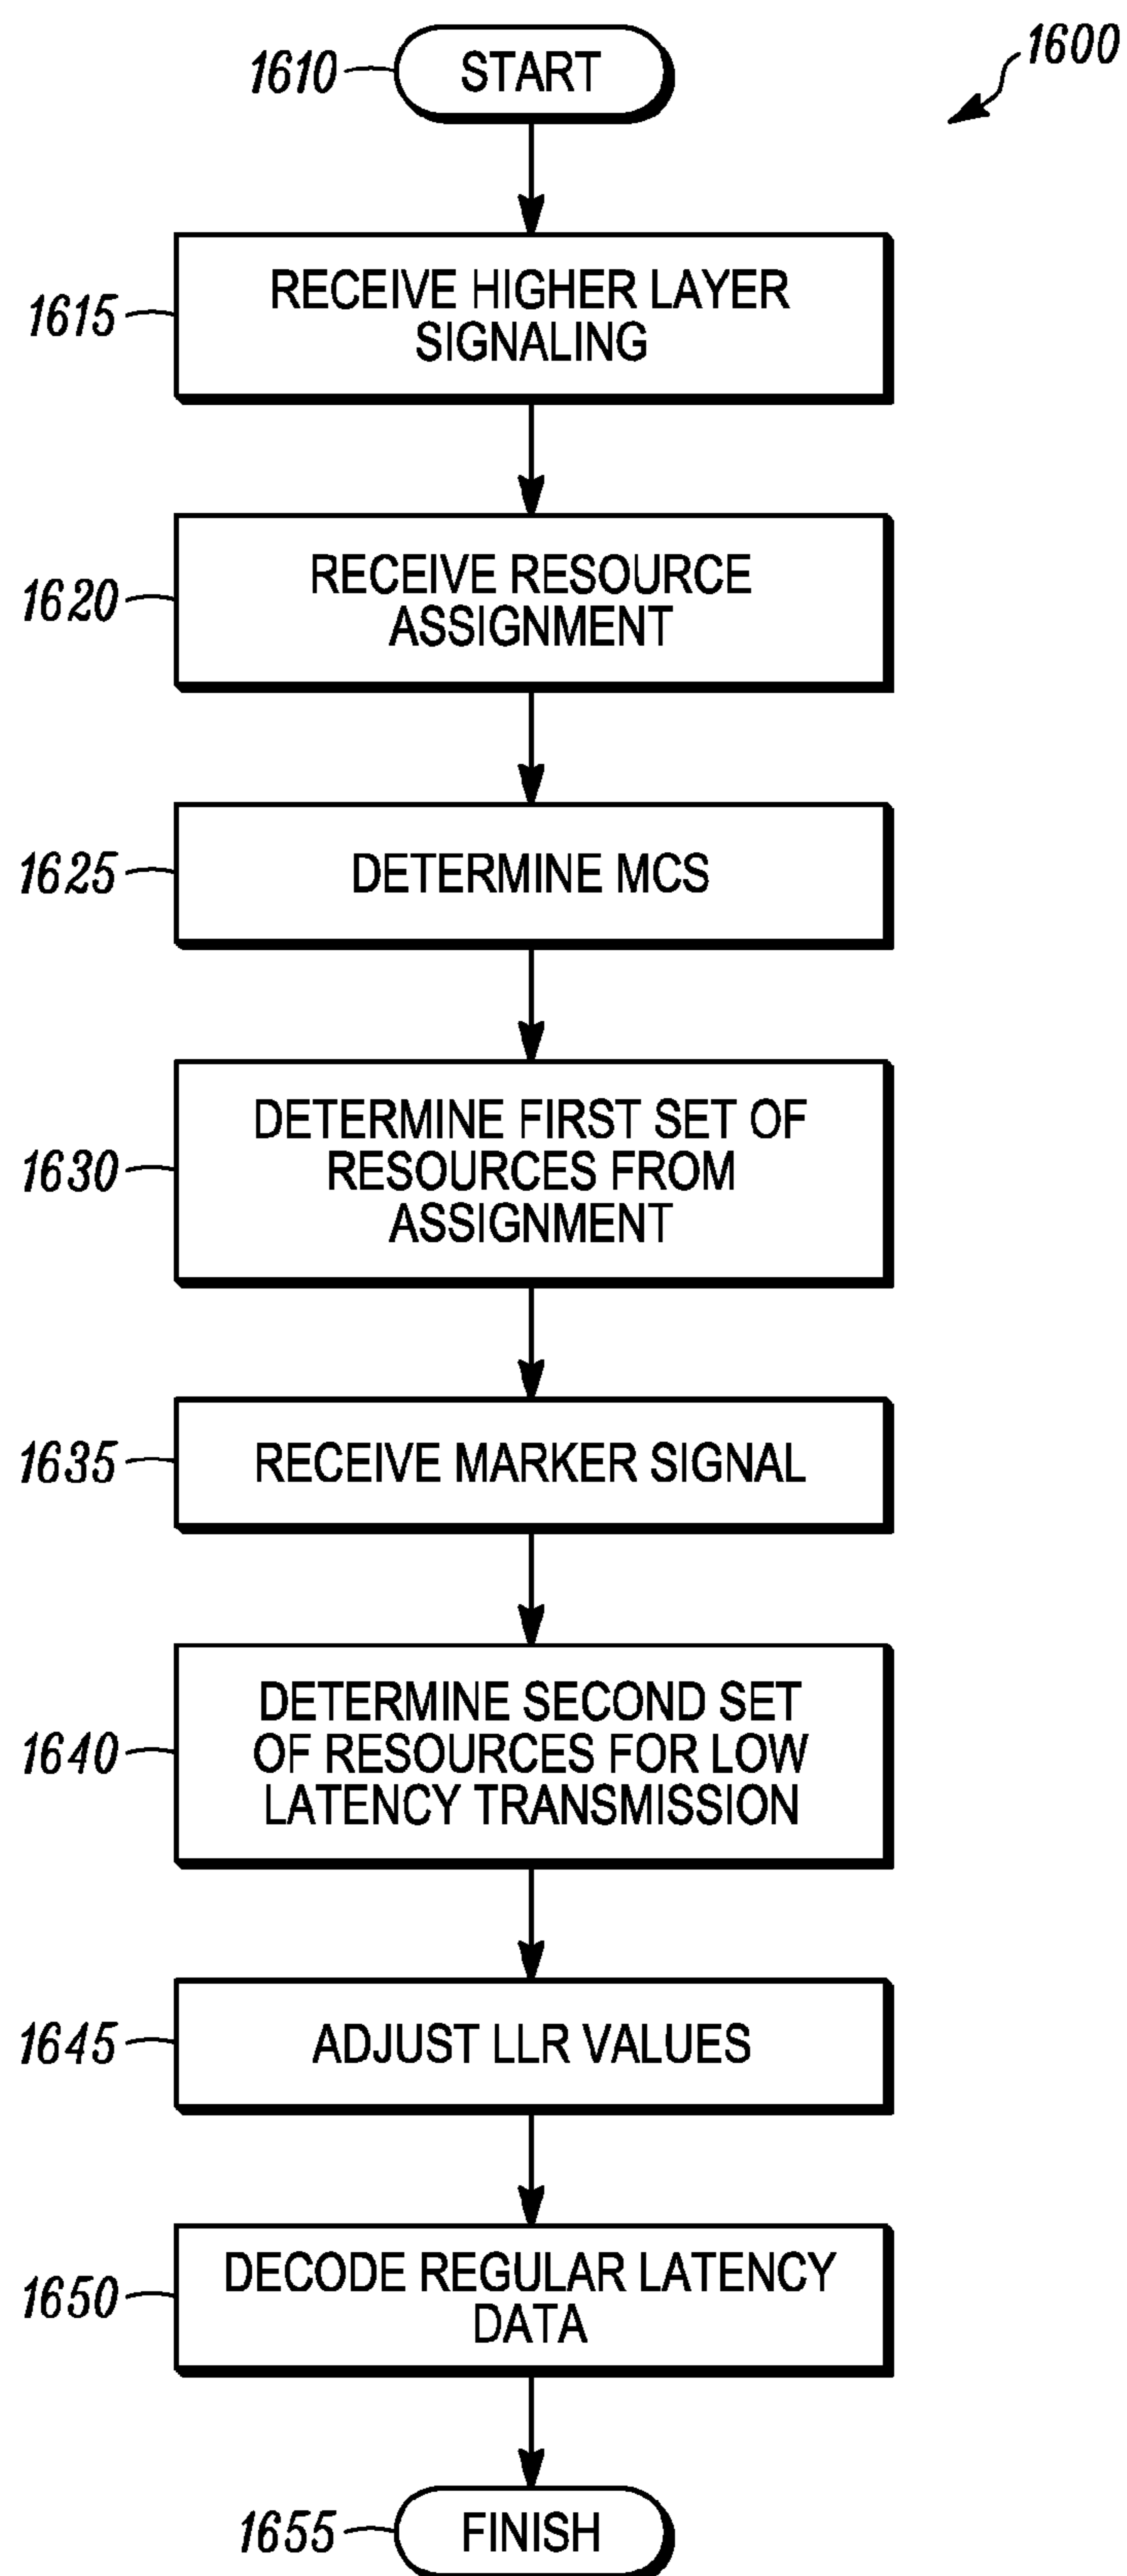 1600
1610
START
1615
RECEIVE HIGHER LAYER
SIGNALING
1620
RECEIVE RESOURCE
ASSIGNMENT
1625
DETERMINE MCS
1630
DETERMINE FIRST SET OF
RESOURCES FROM
ASSIGNMENT
1635
RECEIVE MARKER SIGNAL
1640
DETERMINE SECOND SET
OF RESOURCES FOR LOW
LATENCY TRANSMISSION
1645
ADJUST LLR VALUES
1650
DECODE REGULAR LATENCY
DATA
1655
FINISH